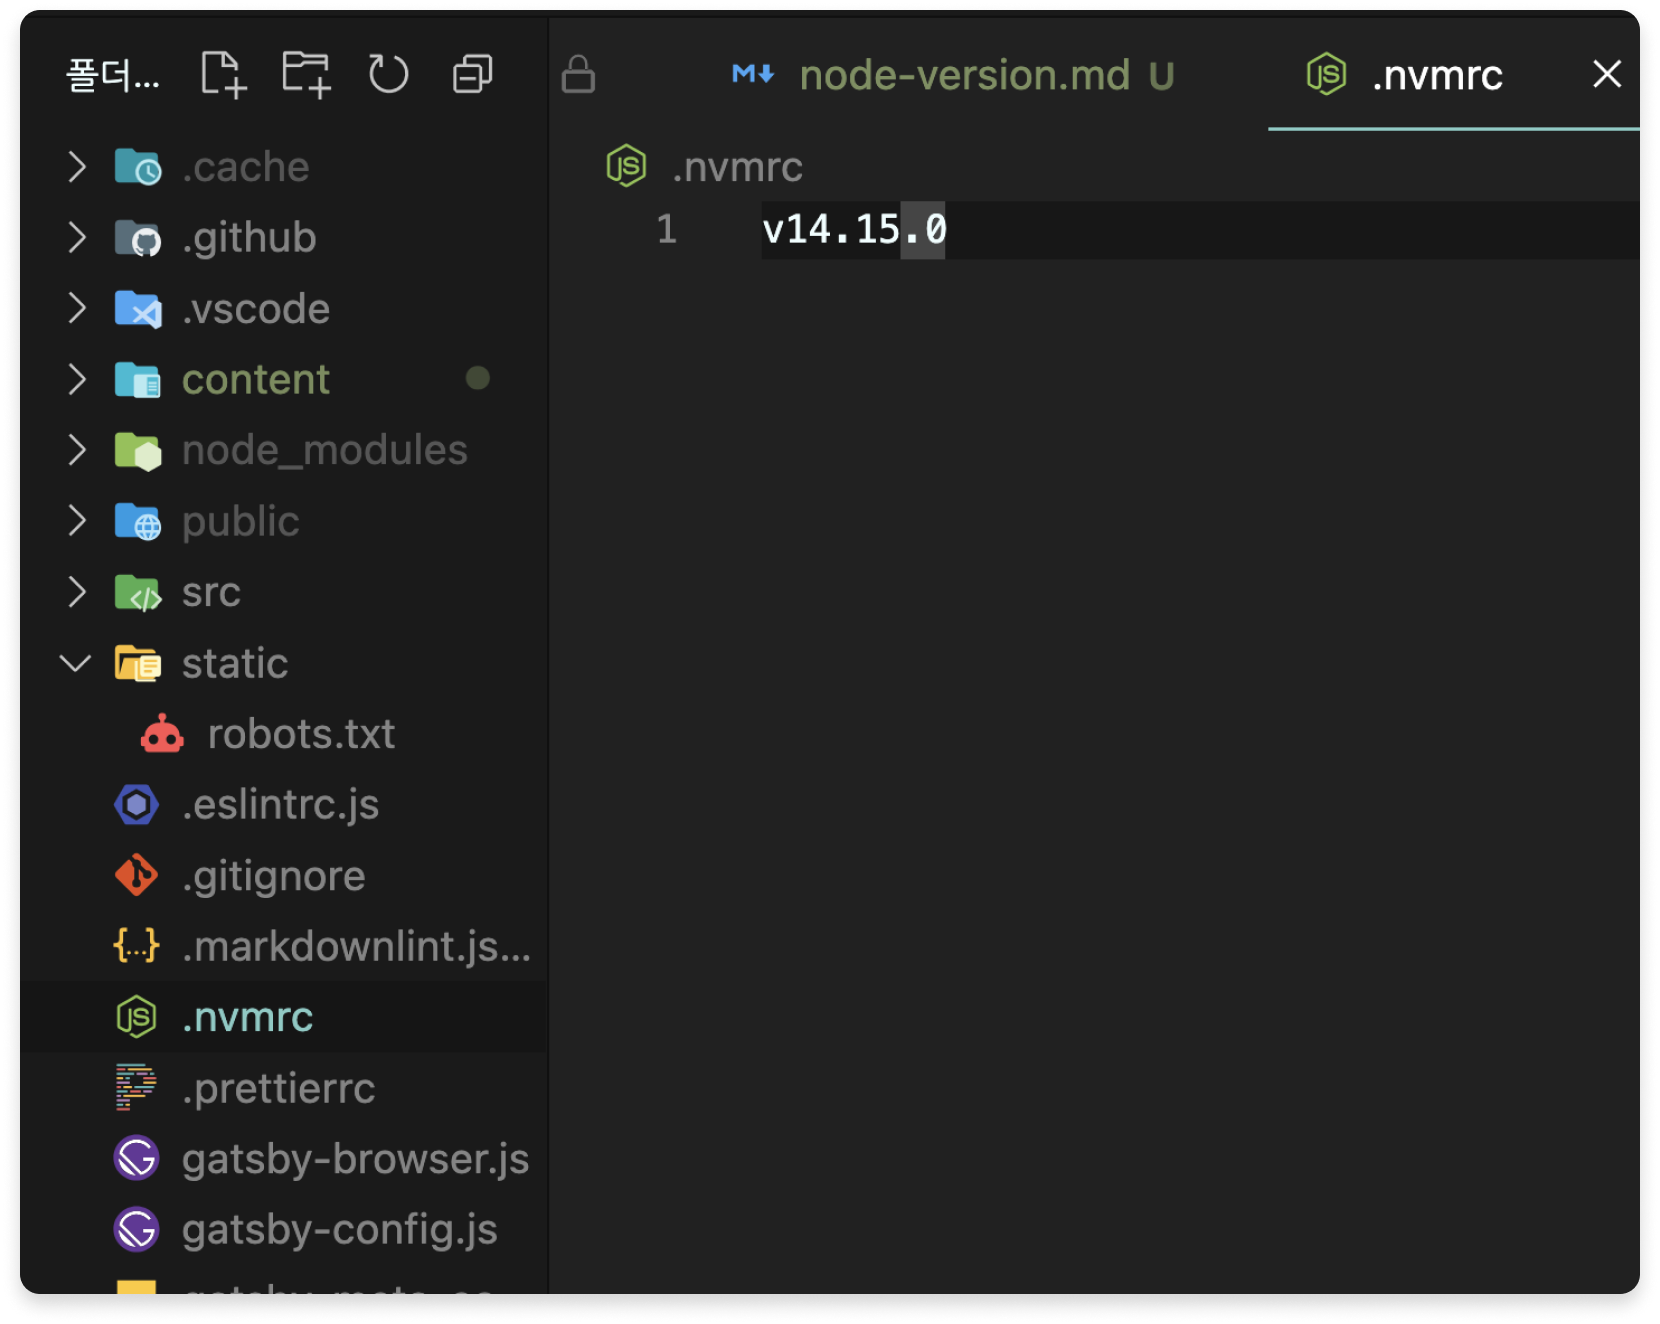 폴더...
.cache
.github
.vscode
content
node_modules
public
src
static
robots.txt
.eslintrc.js
.gitignore
.markdownlint.js...
.nvmrc
.prettierrc
gatsby-browser.js
gatsby-config.js
node-version.md U
.nvmrc
.nvmrc
1 v14.15.0